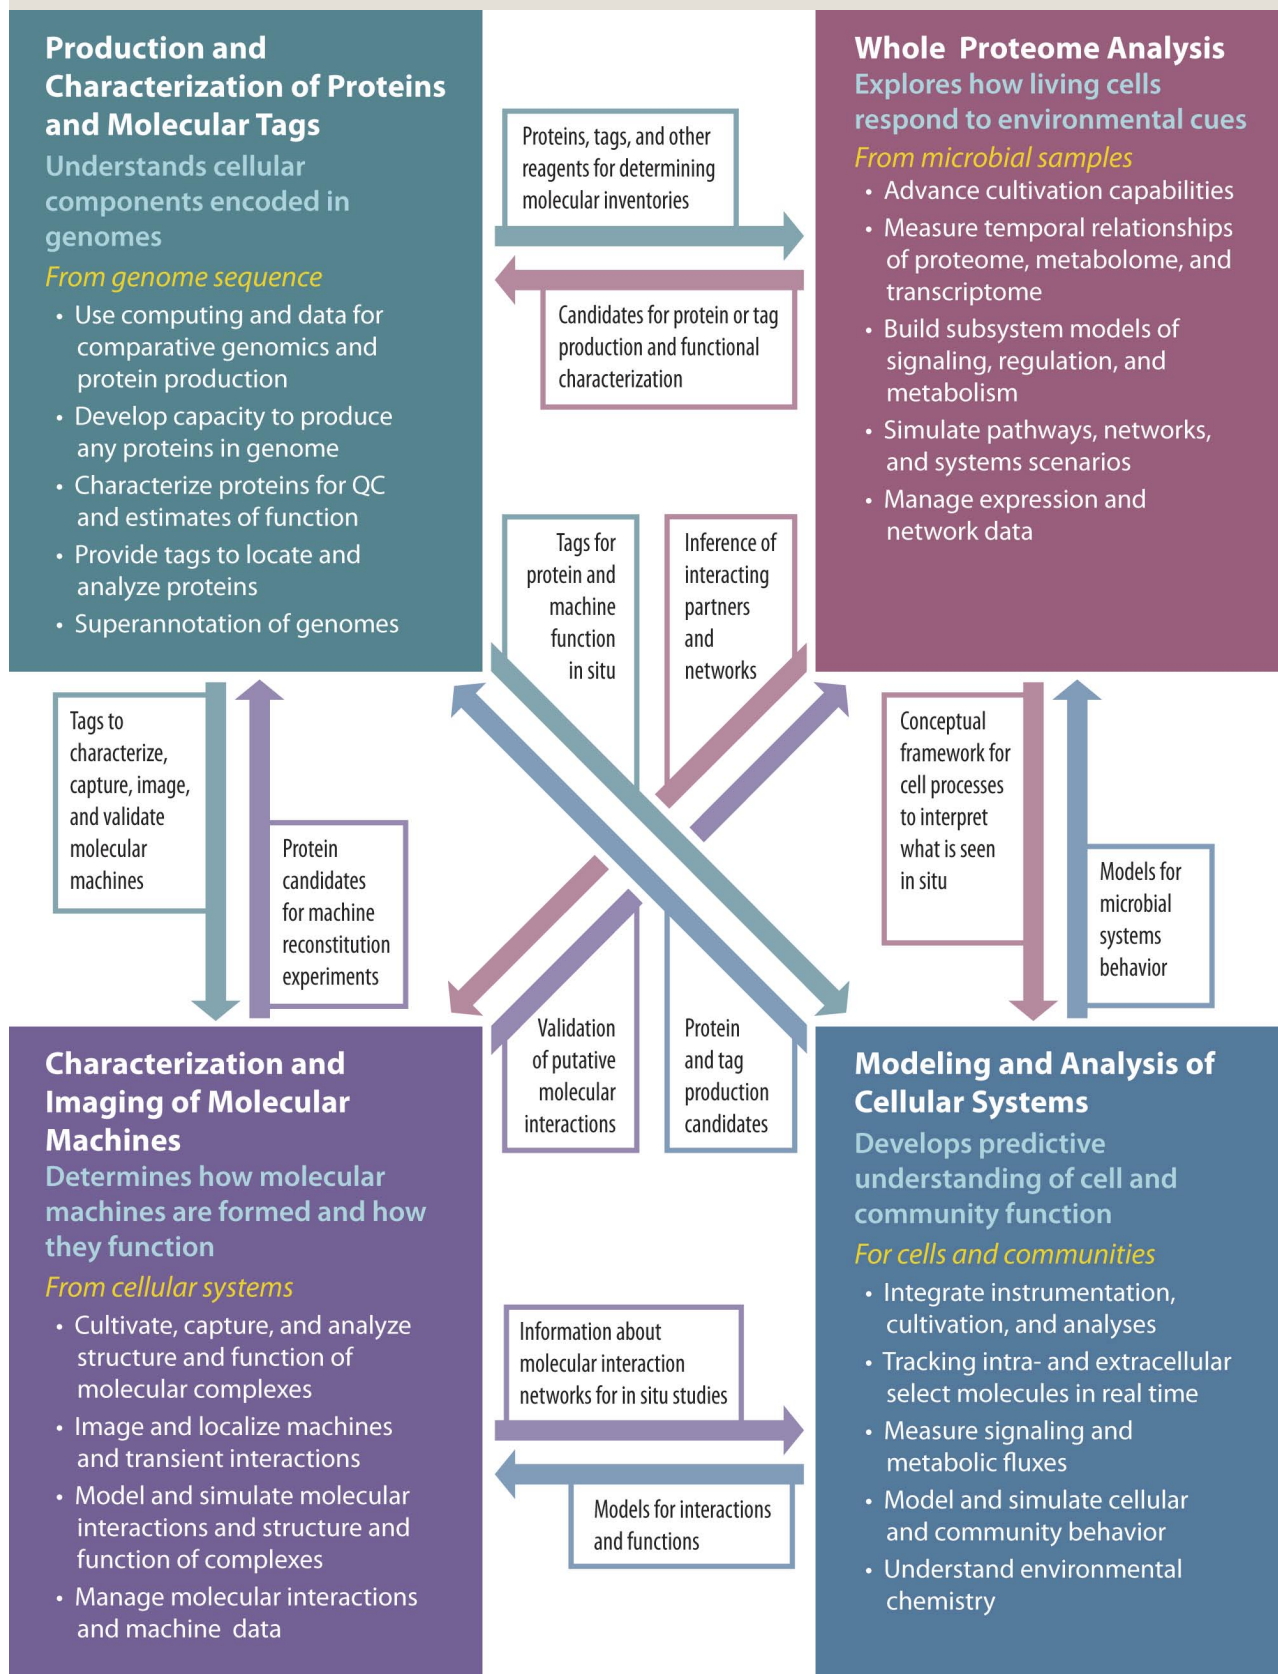 Production and
Characterization of Proteins
and Molecular Tags
Understands cellular
components encoded in
genomes
From genome sequence
• Use computing and data for
comparative genomics and
protein production
• Develop capacity to produce
any proteins in genome
• Characterize proteins for QC
and estimates of function
• Provide tags to locate and
analyze proteins
• Superannotation of genomes
Proteins, tags, and other
reagents for determining
molecular inventories
Candidates for protein or tag
production and functional
characterization
Whole Proteome Analysis
Explores how living cells
respond to environmental cues
From microbial samples
• Advance cultivation capabilities
• Measure temporal relationships
of proteome, metabolome, and
transcriptome
• Build subsystem models of
signaling, regulation, and
metabolism
• Simulate pathways, networks,
and systems scenarios
• Manage expression and
network data
Tags for
protein and
machine
function
in situ
Inference of
interacting
partners
and
networks
Tags to
characterize,
capture, image,
and validate
molecular
machines
Protein
candidates
for machine
reconstitution
experiments
Conceptual
framework for
cell processes
to interpret
what is seen
in situ
Models for
microbial
systems
behavior
Validation
of putative
molecular
interactions
Protein
and tag
production
candidates
Characterization and
Imaging of Molecular
Machines
Determines how molecular
machines are formed and how
they function
From cellular systems
• Cultivate, capture, and analyze
structure and function of
molecular complexes
• Image and localize machines
and transient interactions
• Model and simulate molecular
interactions and structure and
function of complexes
• Manage molecular interactions
and machine data
Information about
molecular interaction
networks for in situ studies
Models for interactions
and functions
Modeling and Analysis of
Cellular Systems
Develops predictive
understanding of cell and
community function
For cells and communities
• Integrate instrumentation,
cultivation, and analyses
• Tracking intra- and extracellular
select molecules in real time
• Measure signaling and
metabolic fluxes
• Model and simulate cellular
and community behavior
• Understand environmental
chemistry